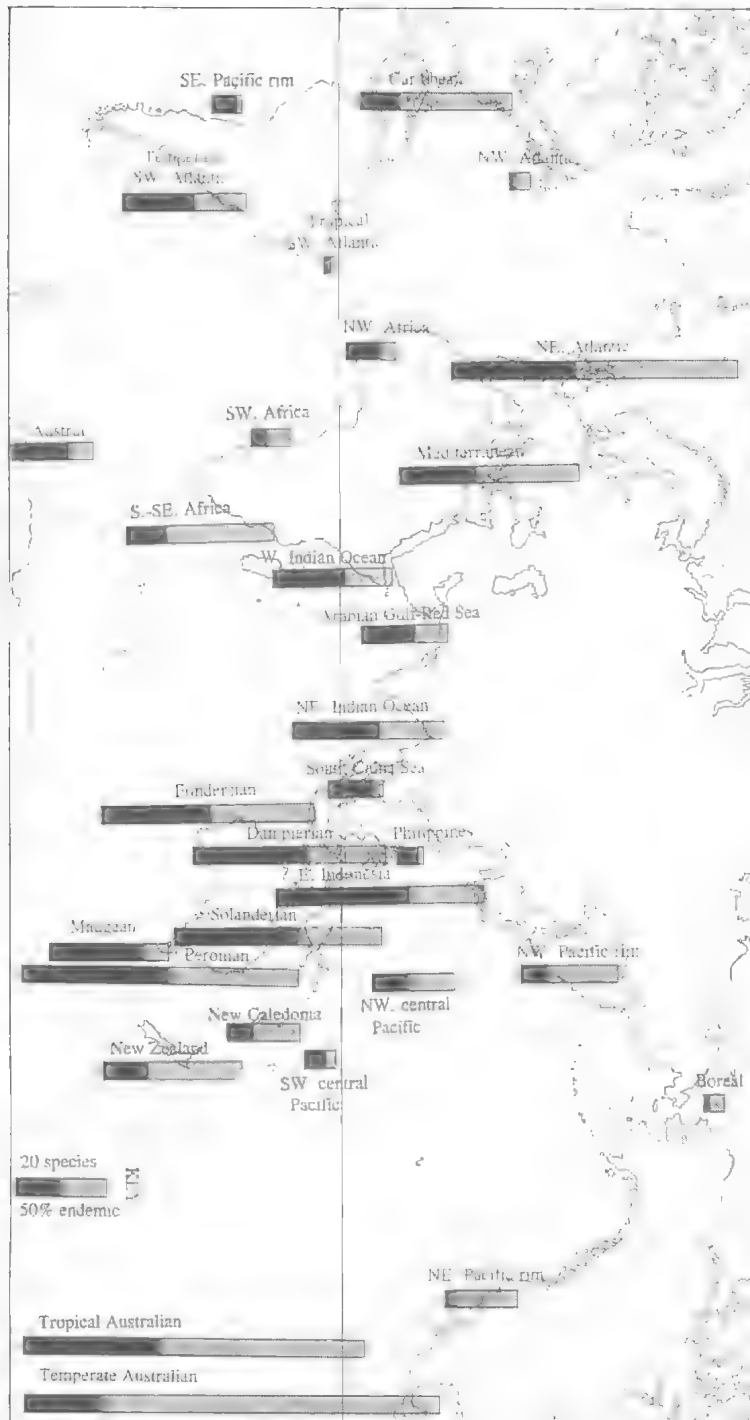 SE. Pacific rim
NW. Atlantic
SW. Atlantic
Tropical
SW. Atlantic
NW. Africa
NE. Atlantic
SW. Africa
Mediterranean
S.-SE. Africa
W. Indian Ocean
Arabian Gulf-Red Sea
NE. Indian Ocean
South China Sea
Dampierian
Philippines
E. Indonesia
Solanderian
Maugean
Peronian
NW. Pacific rim
NW. central
Pacific
New Caledonia
New Zealand
SW. central
Pacific
Boreal
20 species
KEY
50% endemic
NE. Pacific rim
Tropical Australian
Temperate Australian